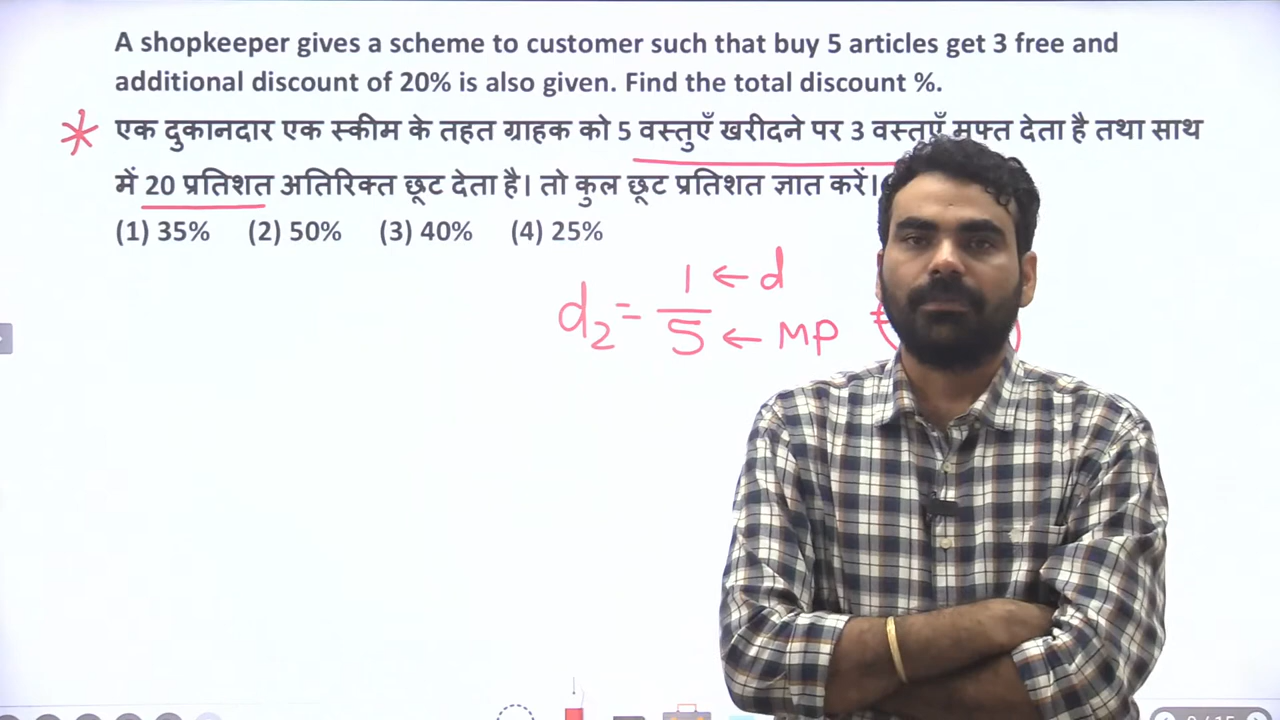 A shopkeeper gives a scheme to customer such that buy 5 articles get 3 free and
additional discount of 20% is also given. Find the total discount %.
* एक दुकानदार एक स्कीम के तहत ग्राहक को 5 वस्तुएँ खरीदने पर 3 वस्तुएँ मुफ्त देता है तथा साथ
में 20 प्रतिशत अतिरिक्त छूट देता है। तो कुल छूट प्रतिशत ज्ञात करें।
(1) 35% (2) 50% (3) 40% (4) 25%
1 ← d
d₂ =
5 ← MP